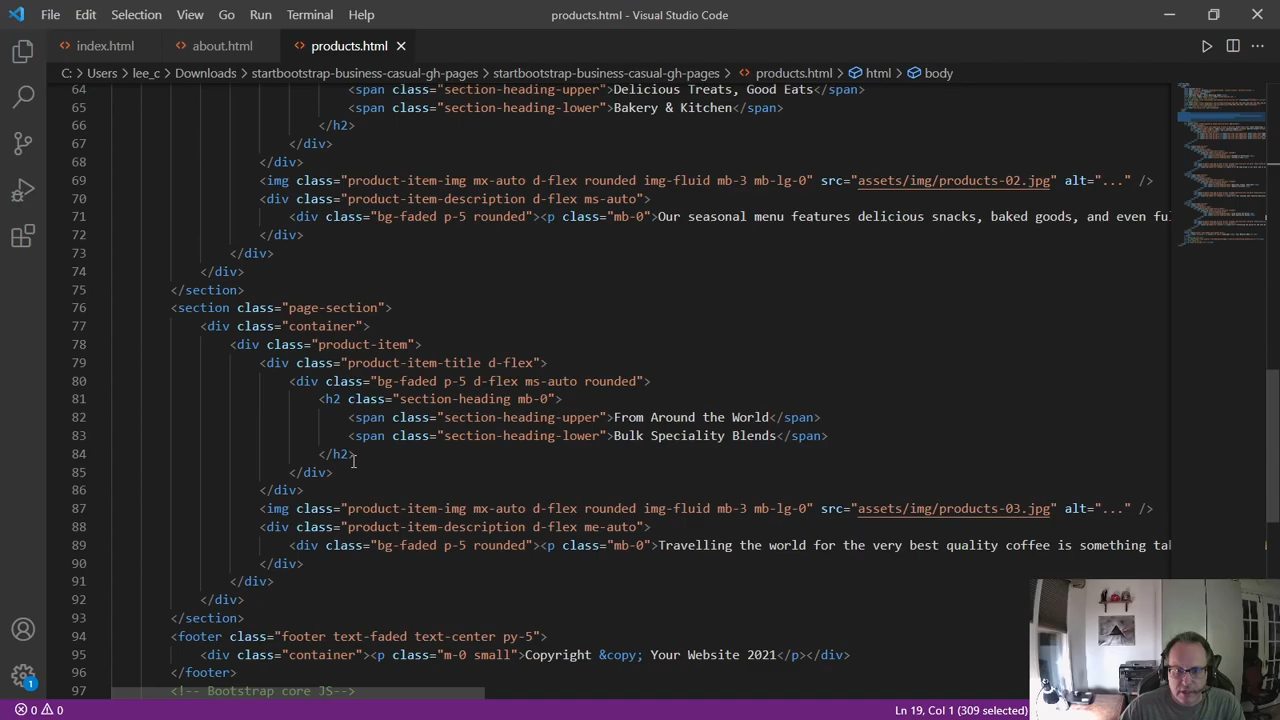 File Edit Selection View Go Run Terminal Help products.html - Visual Studio Code
index.html about.html products.html
C: > Users > lee_c > Downloads > startbootstrap-business-casual-gh-pages > startbootstrap-business-casual-gh-pages > products.html > html > body
64 <span class="section-heading-upper">Delicious Treats, Good Eats</span>
65 <span class="section-heading-lower">Bakery & Kitchen</span>
66 </h2>
67 </div>
68 </div>
69 <img class="product-item-img mx-auto d-flex rounded img-fluid mb-3 mb-lg-0" src="assets/img/products-02.jpg" alt="..." />
70 <div class="product-item-description d-flex ms-auto">
71 <div class="bg-faded p-5 rounded"><p class="mb-0">Our seasonal menu features delicious snacks, baked goods, and even ful
72 </div>
73 </div>
74 </div>
75 </section>
76 <section class="page-section">
77 <div class="container">
78 <div class="product-item">
79 <div class="product-item-title d-flex">
80 <div class="bg-faded p-5 d-flex ms-auto rounded">
81 <h2 class="section-heading mb-0">
82 <span class="section-heading-upper">From Around the World</span>
83 <span class="section-heading-lower">Bulk Speciality Blends</span>
84 </h2>
85 </div>
86 </div>
87 <img class="product-item-img mx-auto d-flex rounded img-fluid mb-3 mb-lg-0" src="assets/img/products-03.jpg" alt="..." />
88 <div class="product-item-description d-flex me-auto">
89 <div class="bg-faded p-5 rounded"><p class="mb-0">Travelling the world for the very best quality coffee is something tak
90 </div>
91 </div>
92 </div>
93 </section>
94 <footer class="footer text-faded text-center py-5">
95 <div class="container"><p class="m-0 small">Copyright &copy; Your Website 2021</p></div>
96 </footer>
97 <!-- Bootstrap core JS-->
1
0 0 Ln 19, Col 1 (309 selected)